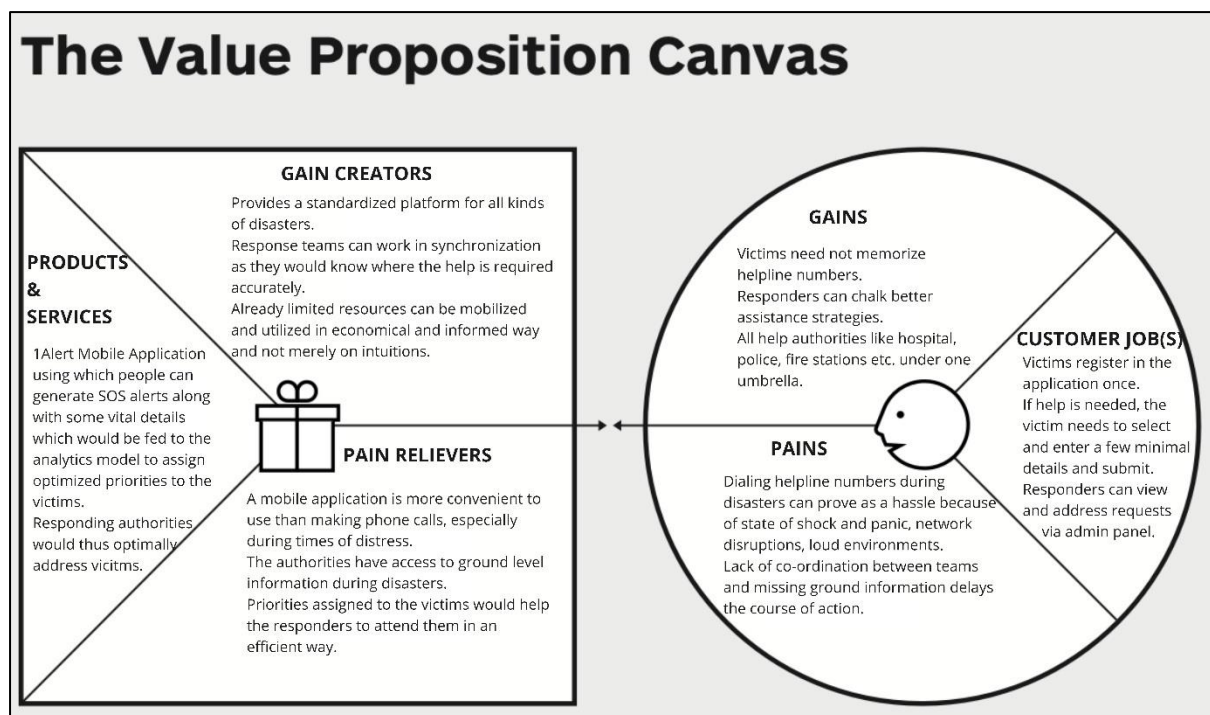 The Value Proposition Canvas
GAIN CREATORS
Provides a standardized platform for all kinds
of disasters.
Response teams can work in synchronization
as they would know where the help is required
accurately.
Already limited resources can be mobilized
and utilized in economical and informed way
and not merely on intuitions.
PRODUCTS
&
SERVICES
1Alert Mobile Application
using which people can
generate SOS alerts along
with some vital details
which would be fed to the
analytics model to assign
optimized priorities to the
victims.
Responding authorities
would thus optimally
address vicitms.
PAIN RELIEVERS
A mobile application is more convenient to
use than making phone calls, especially
during times of distress.
The authorities have access to ground level
information during disasters.
Priorities assigned to the victims would help
the responders to attend them in an
efficient way.
GAINS
Victims need not memorize
helpline numbers.
Responders can chalk better
assistance strategies.
All help authorities like hospital,
police, fire stations etc. under one
umbrella.
PAINS
Dialing helpline numbers during
disasters can prove as a hassle because
of state of shock and panic, network
disruptions, loud environments.
Lack of co-ordination between teams
and missing ground information delays
the course of action.
CUSTOMER JOB(S)
Victims register in the
application once.
If help is needed, the
victim needs to select
and enter a few minimal
details and submit.
Responders can view
and address requests
via admin panel.